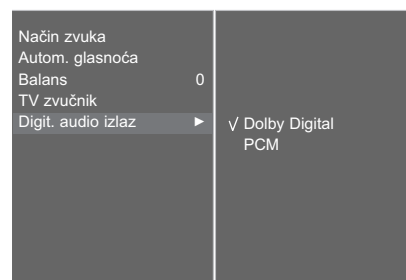 Način zvuka
Autom. glasnoća
Balans 0
TV zvučnik
Digit. audio izlaz ►
√ Dolby Digital
PCM